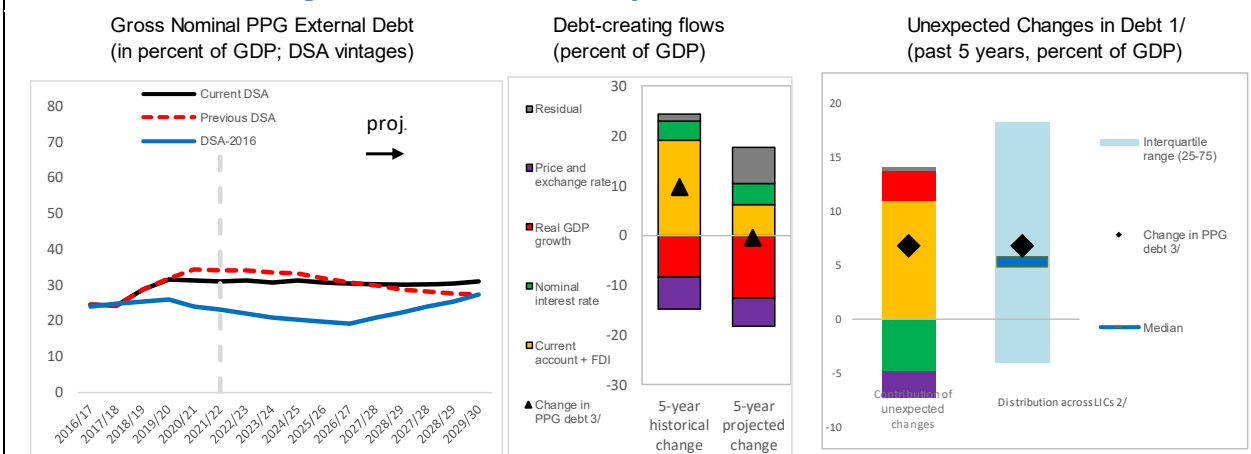 Gross Nominal PPG External Debt
(in percent of GDP; DSA vintages)
Current DSA
Previous DSA
DSA-2016
proj.
80
70
60
50
40
30
20
10
0
2016/17
2017/18
2018/19
2019/20
2020/21
2021/22
2022/23
2023/24
2024/25
2025/26
2026/27
2027/28
2027/28
2028/29
2029/30
Debt-creating flows
(percent of GDP)
Residual
Price and
exchange rate
Real GDP
growth
Nominal
interest rate
Current
account + FDI
Change in
PPG debt 3/
30
20
10
0
-10
-20
-30
5-year
historical
change
5-year
projected
change
Unexpected Changes in Debt 1/
(past 5 years, percent of GDP)
20
15
10
5
0
-5
-10
Contribution of
unexpected
changes
Distribution across LICs 2/
Interquartile
range (25-75)
Change in PPG
debt 3/
Median